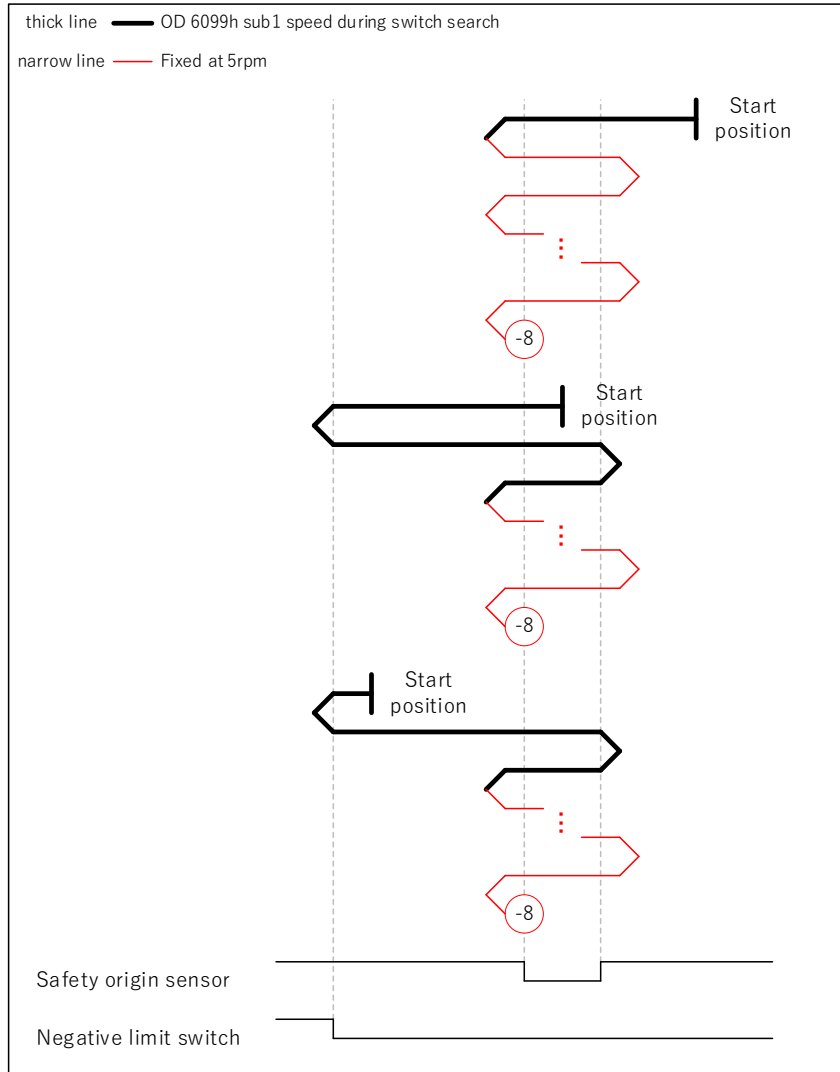 thick line OD 6099h sub1 speed during switch search
narrow line Fixed at 5rpm
Start
position
-8
Start
position
-8
Start
position
-8
Safety origin sensor
Negative limit switch